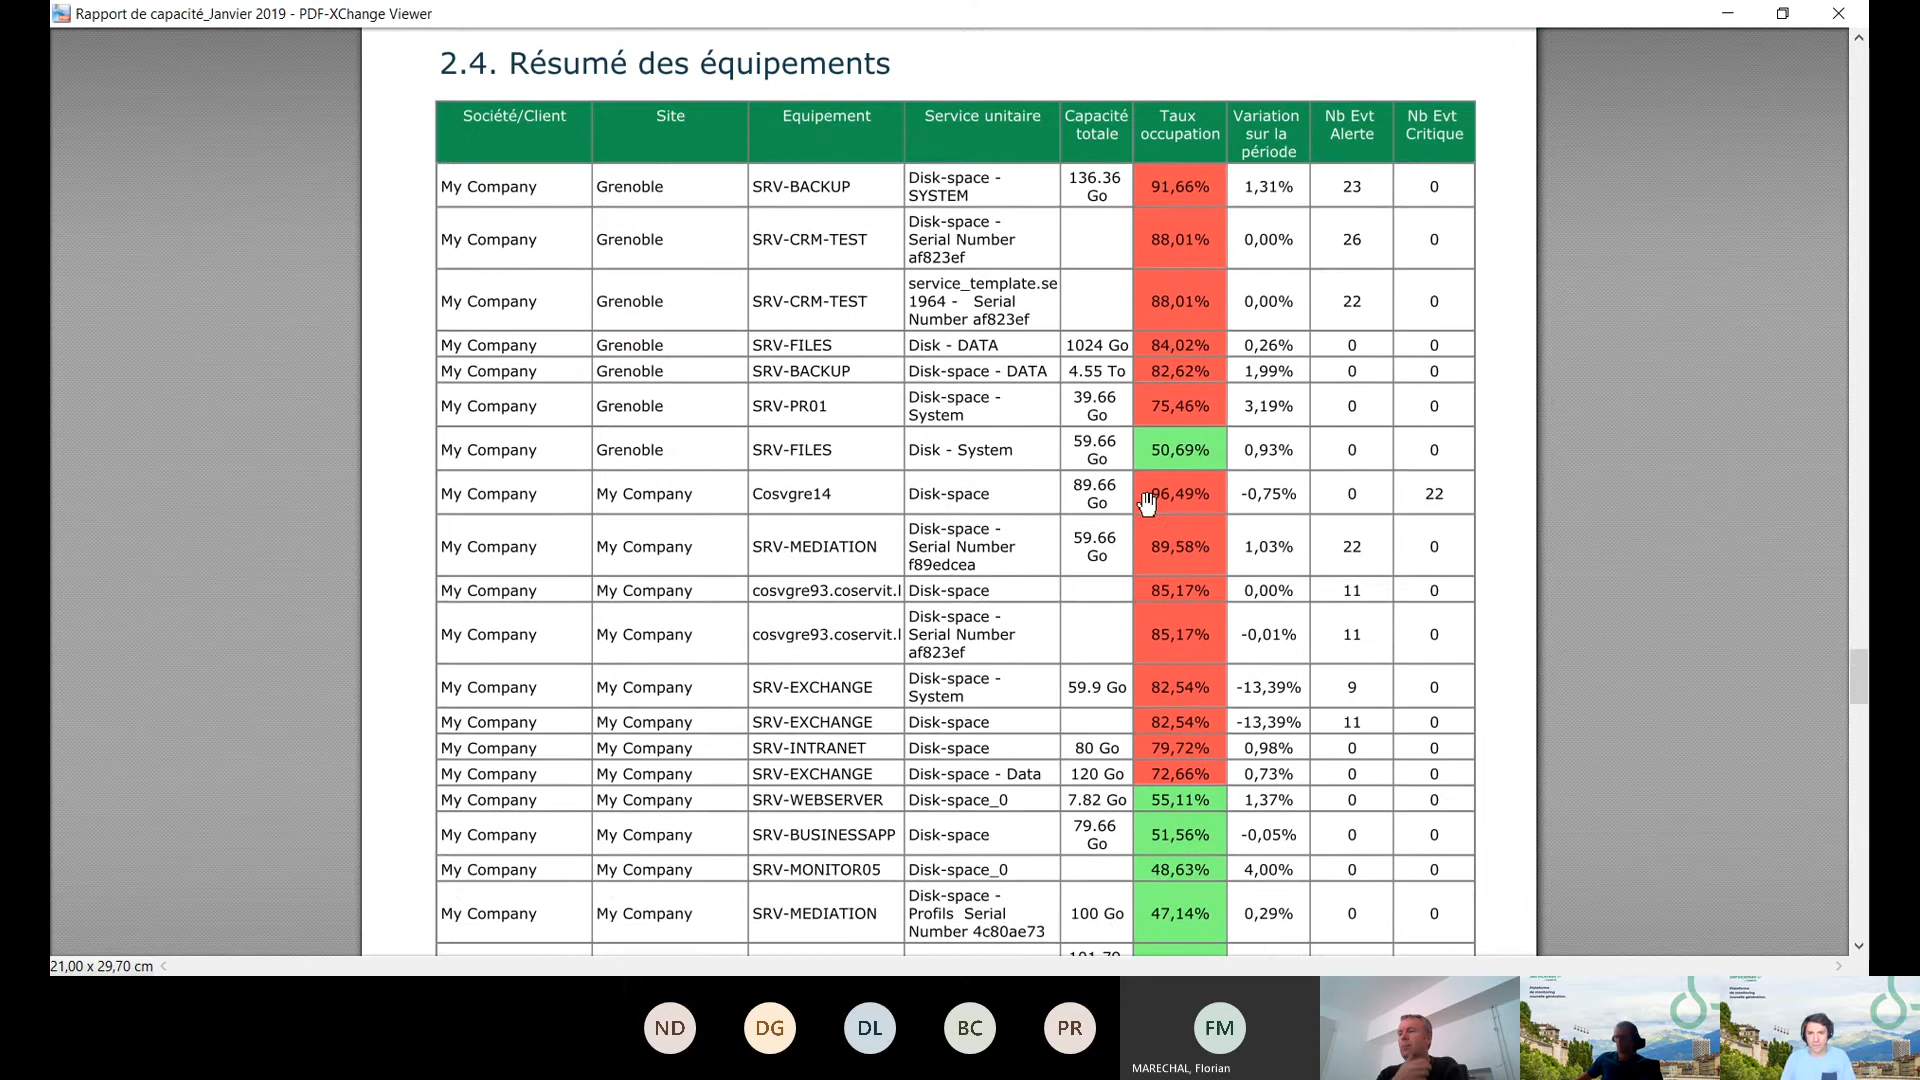 Rapport de capacité_Janvier 2019 - PDF-XChange Viewer
2.4. Résumé des équipements
Société/Client Site Equipement Service unitaire Capacité totale Taux occupation Variation sur la période Nb Evt Alerte Nb Evt Critique
My Company Grenoble SRV-BACKUP Disk-space - SYSTEM 136.36 Go 91,66% 1,31% 23 0
My Company Grenoble SRV-CRM-TEST Disk-space - Serial Number af823ef 88,01% 0,00% 26 0
My Company Grenoble SRV-CRM-TEST service_template.se 1964 - Serial Number af823ef 88,01% 0,00% 22 0
My Company Grenoble SRV-FILES Disk - DATA 1024 Go 84,02% 0,26% 0 0
My Company Grenoble SRV-BACKUP Disk-space - DATA 4.55 To 82,62% 1,99% 0 0
My Company Grenoble SRV-PR01 Disk-space - System 39.66 Go 75,46% 3,19% 0 0
My Company Grenoble SRV-FILES Disk - System 59.66 Go 50,69% 0,93% 0 0
My Company My Company Cosvgre14 Disk-space 89.66 Go 96,49% -0,75% 0 22
My Company My Company SRV-MEDIATION Disk-space - Serial Number f89edcea 59.66 Go 89,58% 1,03% 22 0
My Company My Company cosvgre93.coservit.l Disk-space 85,17% 0,00% 11 0
My Company My Company cosvgre93.coservit.l Disk-space - Serial Number af823ef 85,17% -0,01% 11 0
My Company My Company SRV-EXCHANGE Disk-space - System 59.9 Go 82,54% -13,39% 9 0
My Company My Company SRV-EXCHANGE Disk-space 82,54% -13,39% 11 0
My Company My Company SRV-INTRANET Disk-space 80 Go 79,72% 0,98% 0 0
My Company My Company SRV-EXCHANGE Disk-space - Data 120 Go 72,66% 0,73% 0 0
My Company My Company SRV-WEBSERVER Disk-space_0 7.82 Go 55,11% 1,37% 0 0
My Company My Company SRV-BUSINESSAPP Disk-space 79.66 Go 51,56% -0,05% 0 0
My Company My Company SRV-MONITOR05 Disk-space_0 48,63% 4,00% 0 0
My Company My Company SRV-MEDIATION Disk-space - Profils Serial Number 4c80ae73 100 Go 47,14% 0,29% 0 0
21,00 x 29,70 cm
ND DG DL BC PR FM
MARECHAL, Florian
Plateforme de monitoring nouvelle génération.
Plateforme de monitoring nouvelle génération.